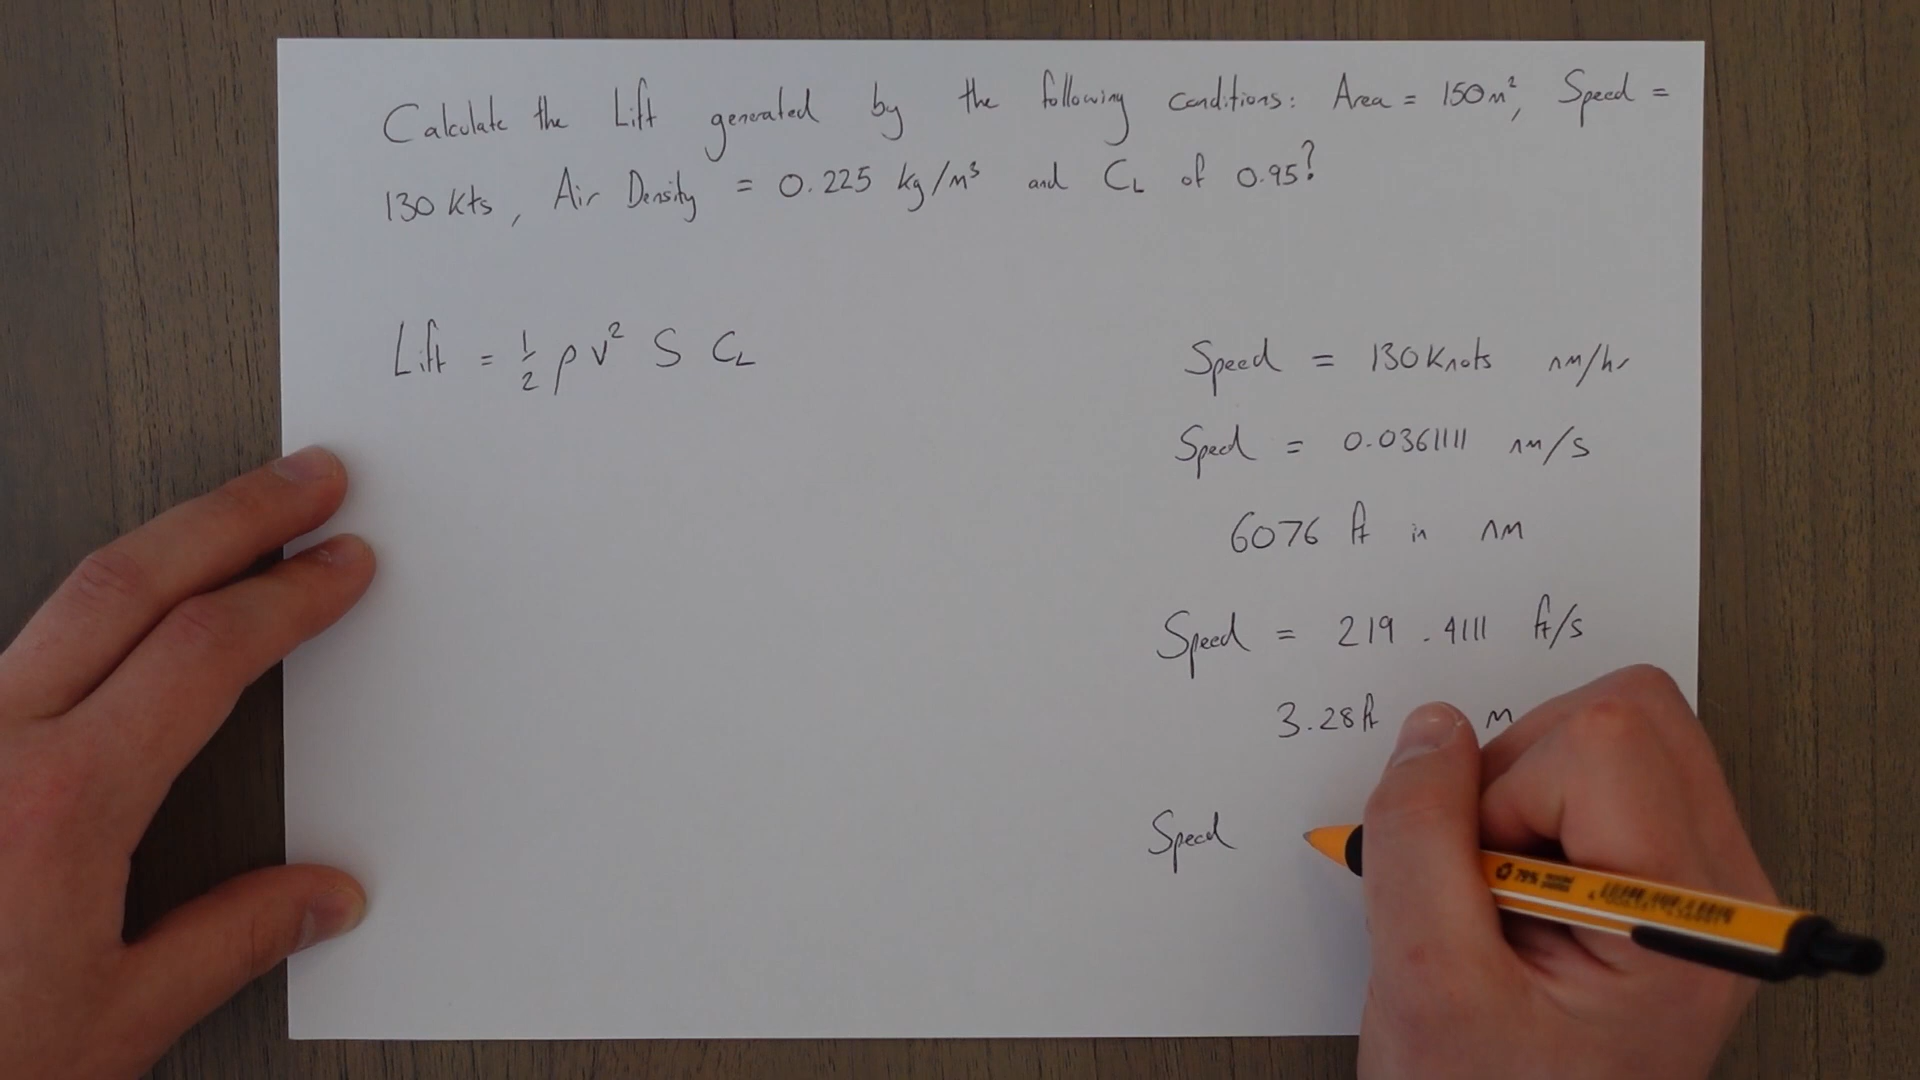 Calculate the Lift generated by the following conditions: Area = 150m², Speed =
130 kts, Air Density = 0.225 kg/m³ and CL of 0.95?
Lift = 1/2 ρ v² S CL
Speed = 130 Knots nm/hr
Speed = 0.0361111 nm/s
6076 ft in nm
Speed = 219.4111 ft/s
3.28ft m
Speed
79%